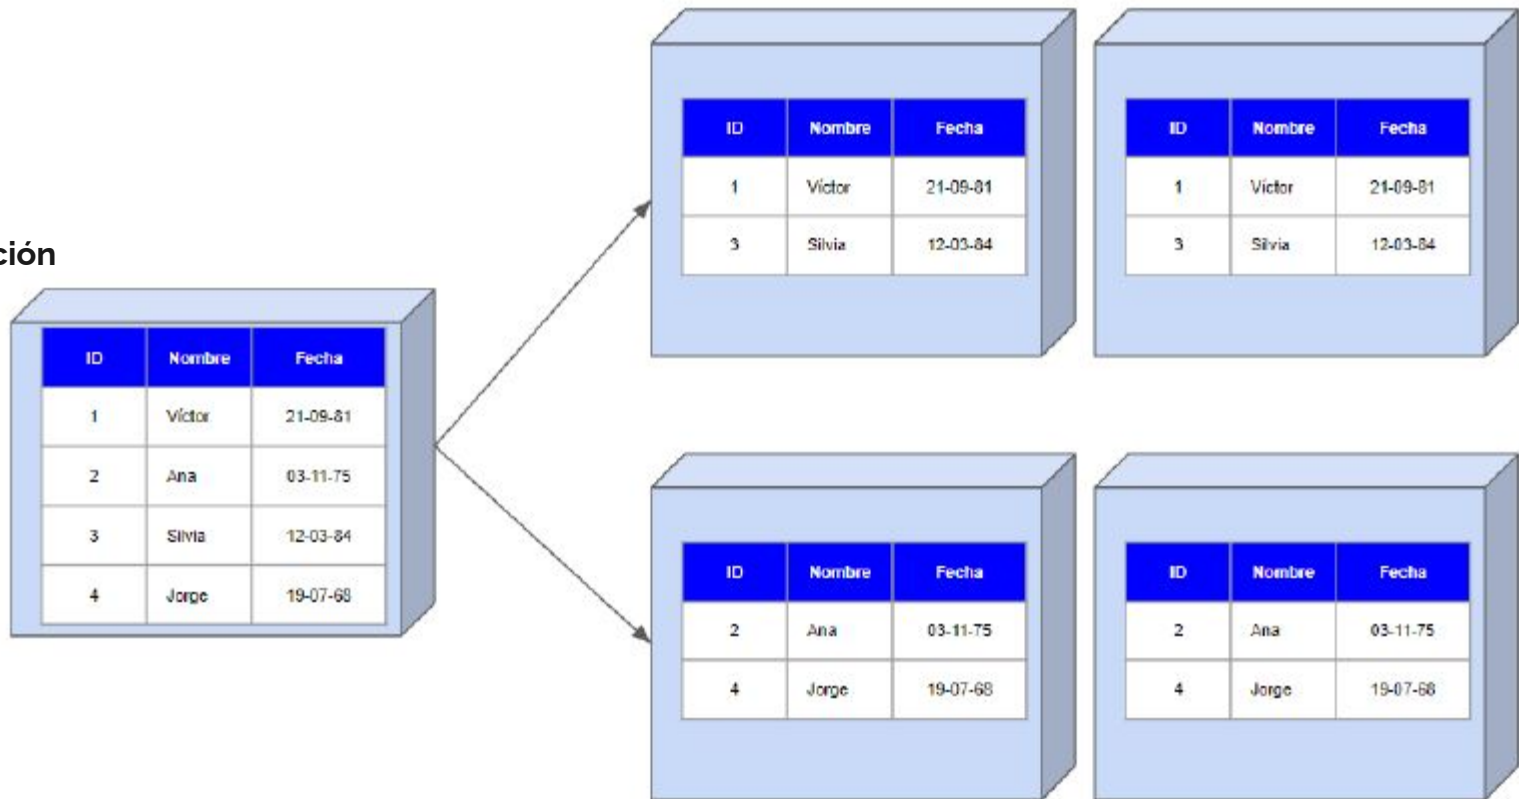 ción
ID Nombre Fecha
1 Víctor 21-09-81
2 Ana 03-11-75
3 Silvia 12-03-84
4 Jorge 19-07-68
ID Nombre Fecha
1 Víctor 21-09-81
3 Silvia 12-03-84
ID Nombre Fecha
1 Víctor 21-09-81
3 Silvia 12-03-84
ID Nombre Fecha
2 Ana 03-11-75
4 Jorge 19-07-68
ID Nombre Fecha
2 Ana 03-11-75
4 Jorge 19-07-68